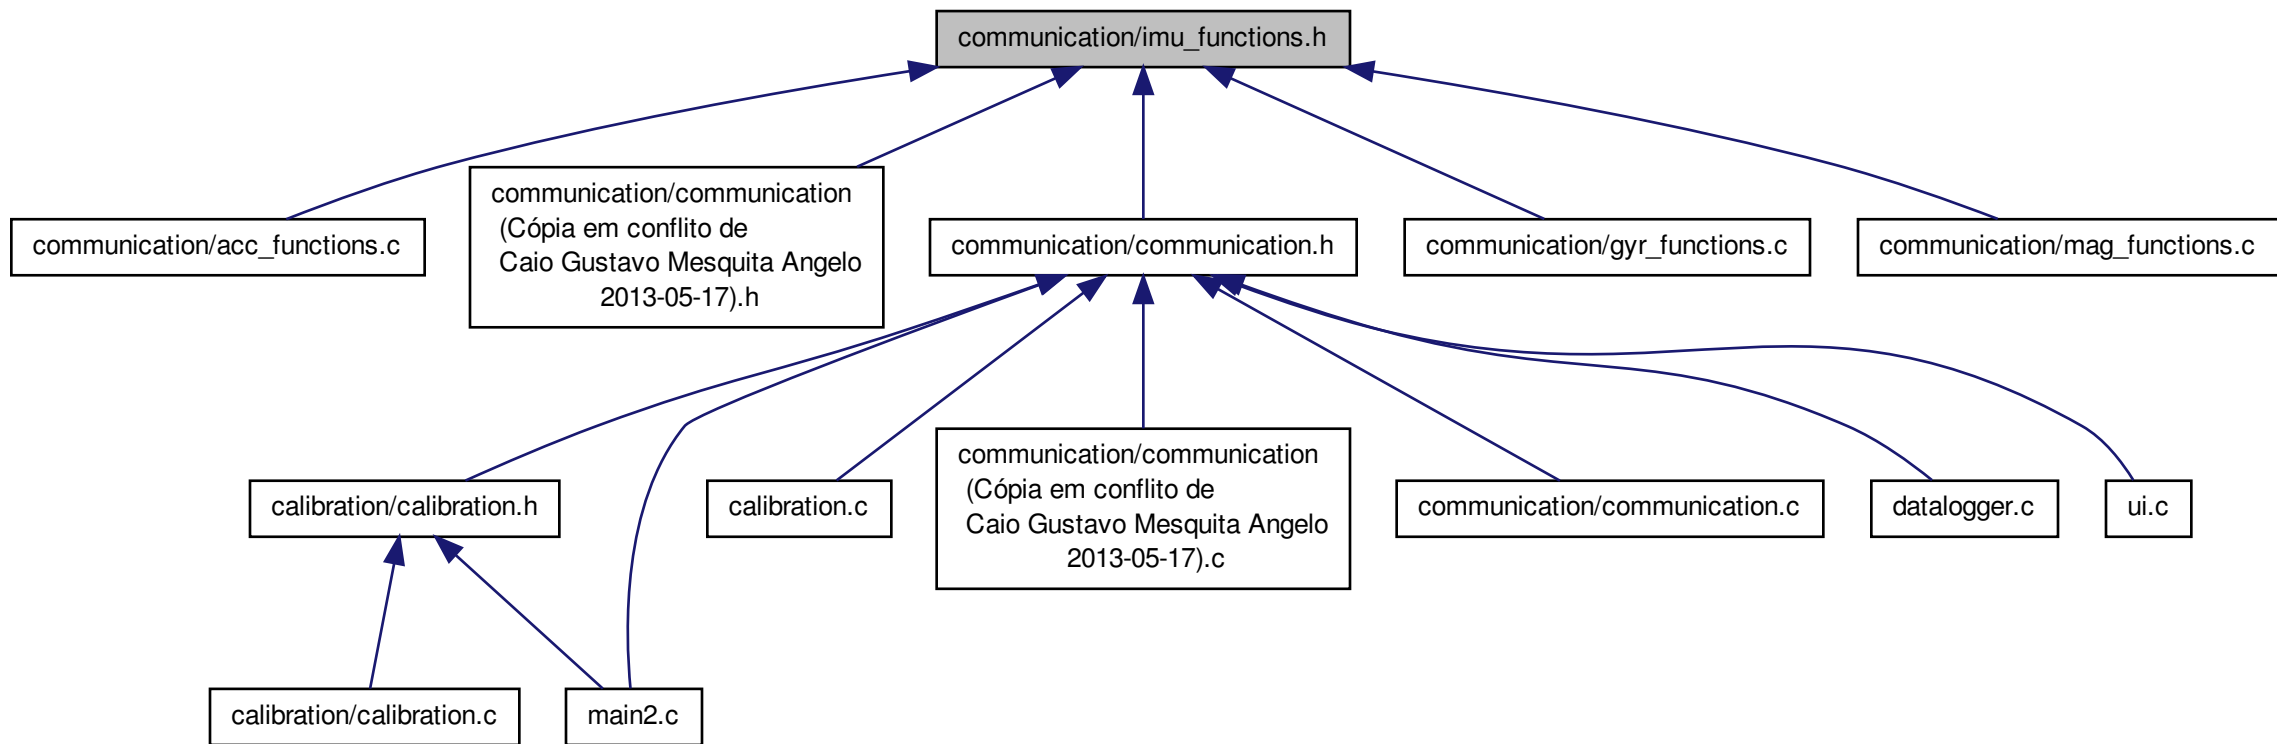 communication/imu_functions.h
communication/acc_functions.c
communication/communication
(Cópia em conflito de
Caio Gustavo Mesquita Angelo
2013-05-17).h
communication/communication.h
communication/gyr_functions.c
communication/mag_functions.c
calibration/calibration.h
calibration.c
communication/communication
(Cópia em conflito de
Caio Gustavo Mesquita Angelo
2013-05-17).c
communication/communication.c
datalogger.c
ui.c
calibration/calibration.c
main2.c